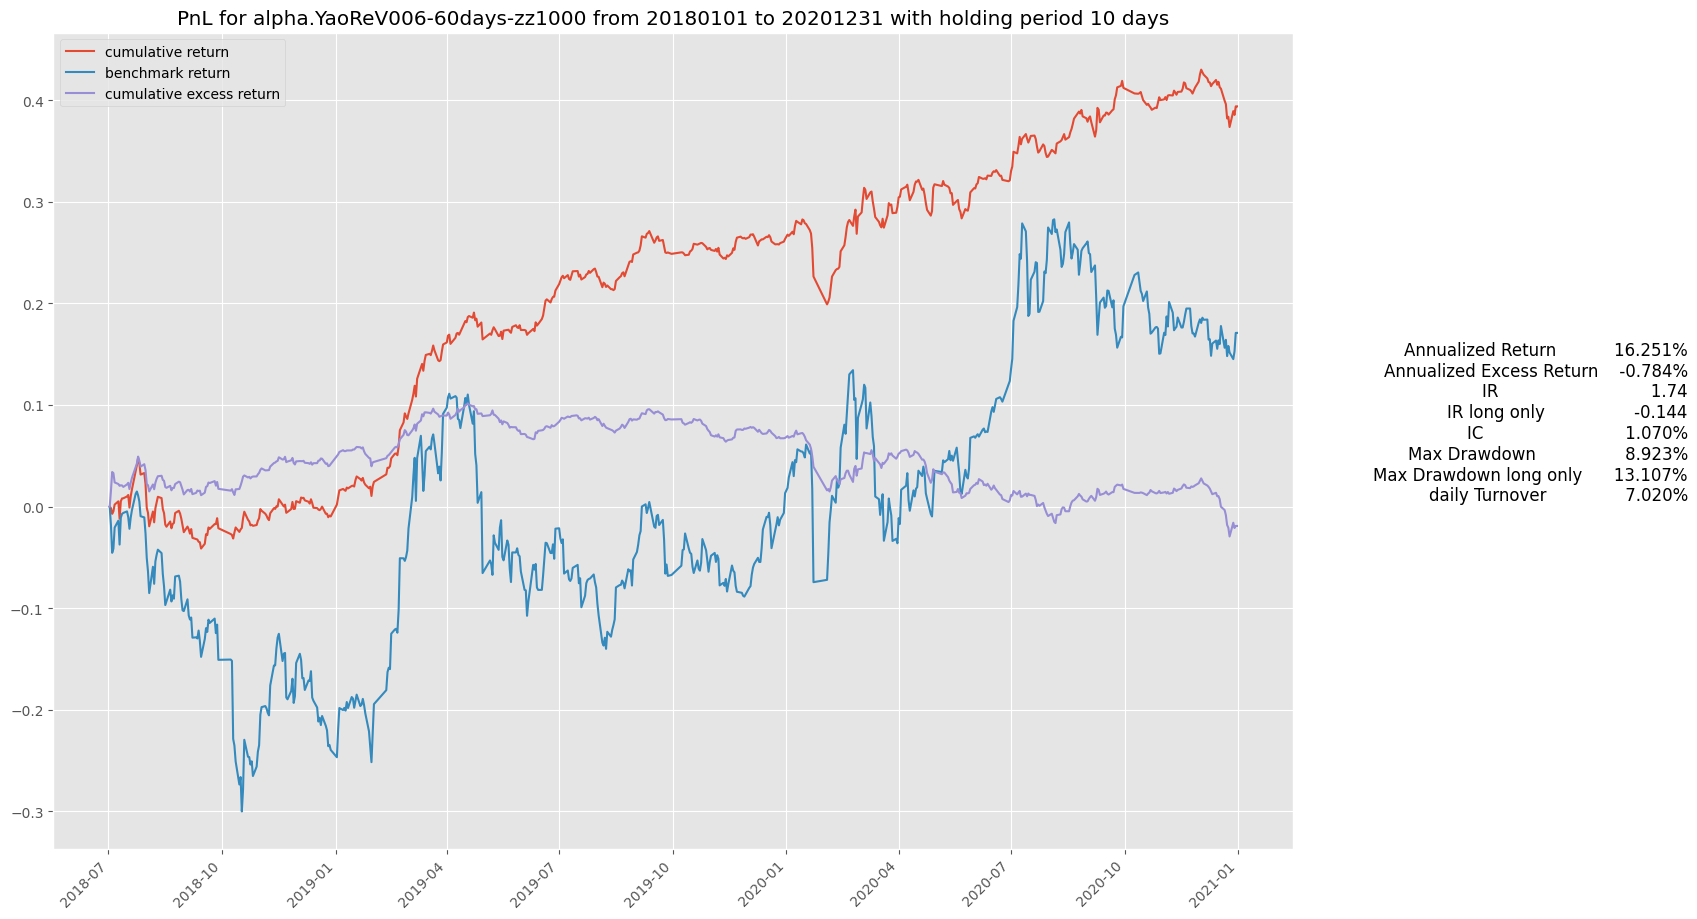 PnL for alpha.YaoReV006-60days-zz1000 from 20180101 to 20201231 with holding period 10 days
cumulative return
benchmark return
cumulative excess return
0.4
0.3
0.2
0.1
0.0
−0.1
−0.2
−0.3
2018-07
2018-10
2019-01
2019-04
2019-07
2019-10
2020-01
2020-04
2020-07
2020-10
2021-01
Annualized Return 16.251%
Annualized Excess Return -0.784%
IR 1.74
IR long only -0.144
IC 1.070%
Max Drawdown 8.923%
Max Drawdown long only 13.107%
daily Turnover 7.020%